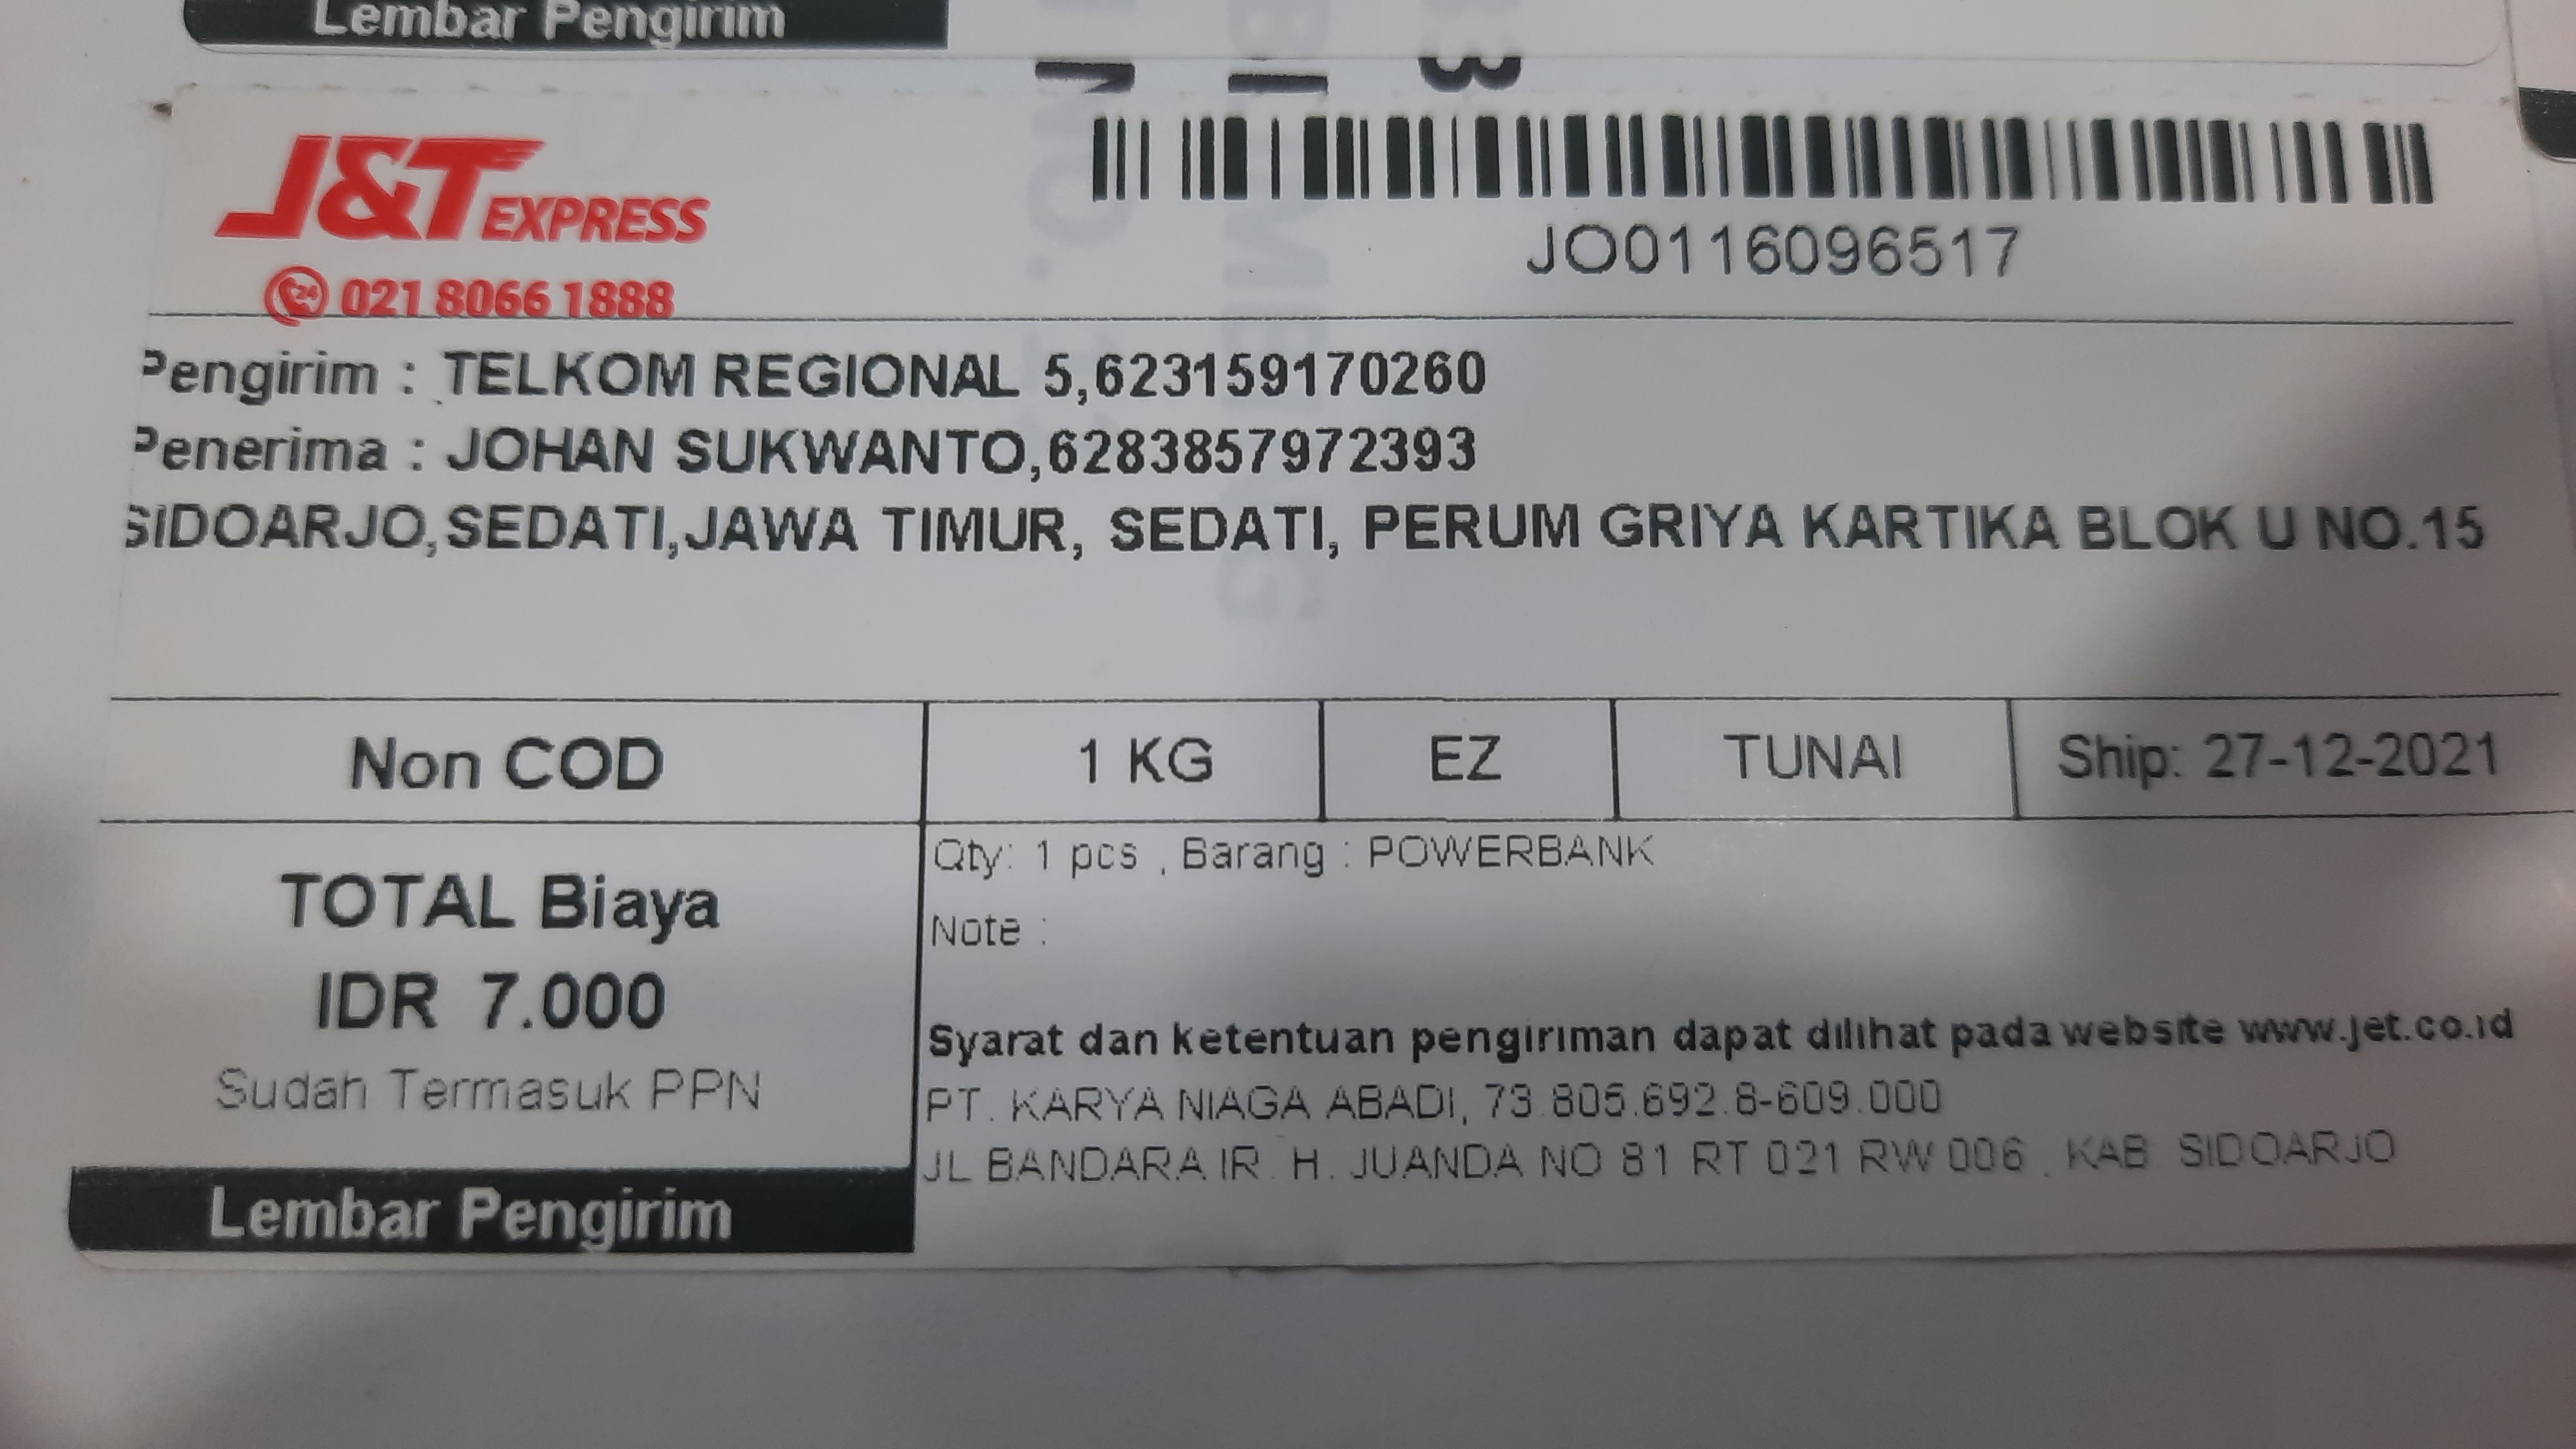 J&T EXPRESS
021 8066 1888
JO0116096517
Pengirim : TELKOM REGIONAL 5,623159170260
Penerima : JOHAN SUKWANTO,6283857972393
SIDOARJO,SEDATI,JAWA TIMUR, SEDATI, PERUM GRIYA KARTIKA BLOK U NO.15
Non COD 1 KG EZ TUNAI Ship: 27-12-2021
TOTAL Biaya
IDR 7.000
Sudah Termasuk PPN
Lembar Pengirim
Qty: 1 pcs , Barang : POWERBANK
Note :
Syarat dan ketentuan pengiriman dapat dilihat pada website www.jet.co.id
PT. KARYA NIAGA ABADI, 73.805.692.8-609.000
JL BANDARA IR. H. JUANDA NO 81 RT 021 RW 006 . KAB SIDOARJO
Lembar Pengirim